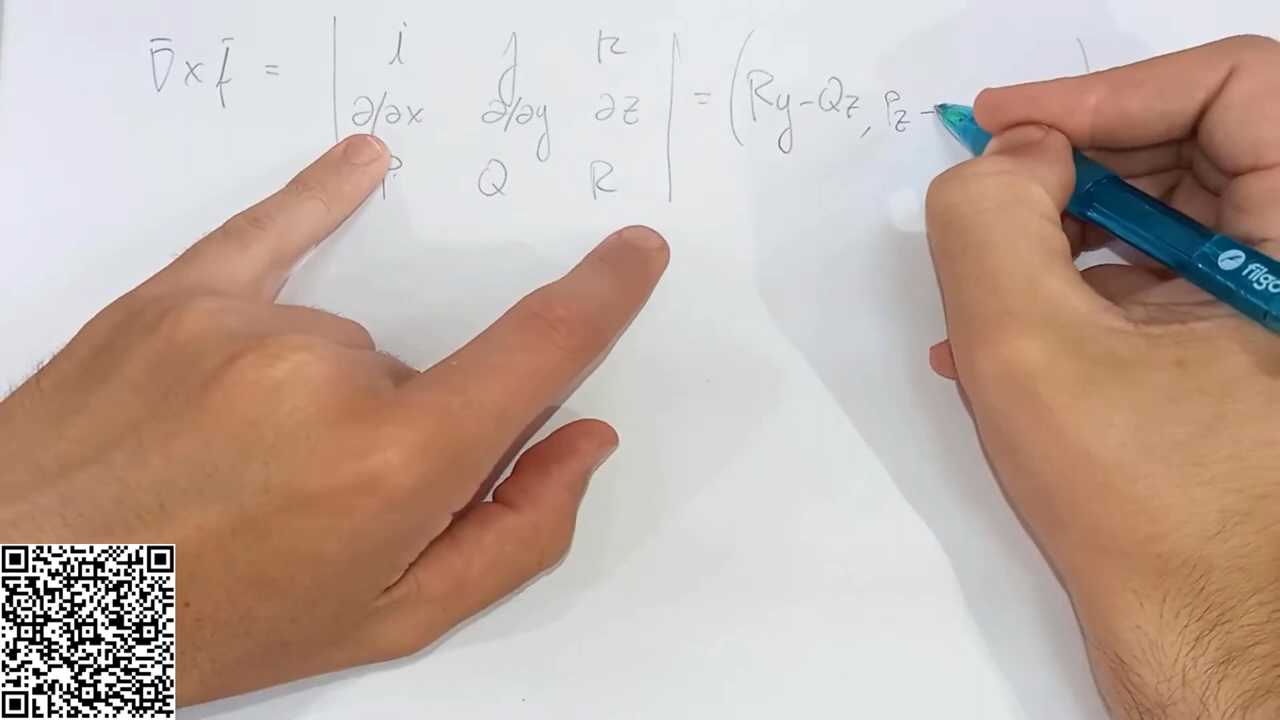 ∇̄ x f̄ = | i j k | = (Ry - Qz, Pz - )
∂/∂x ∂/∂y ∂z
P Q R
filgo